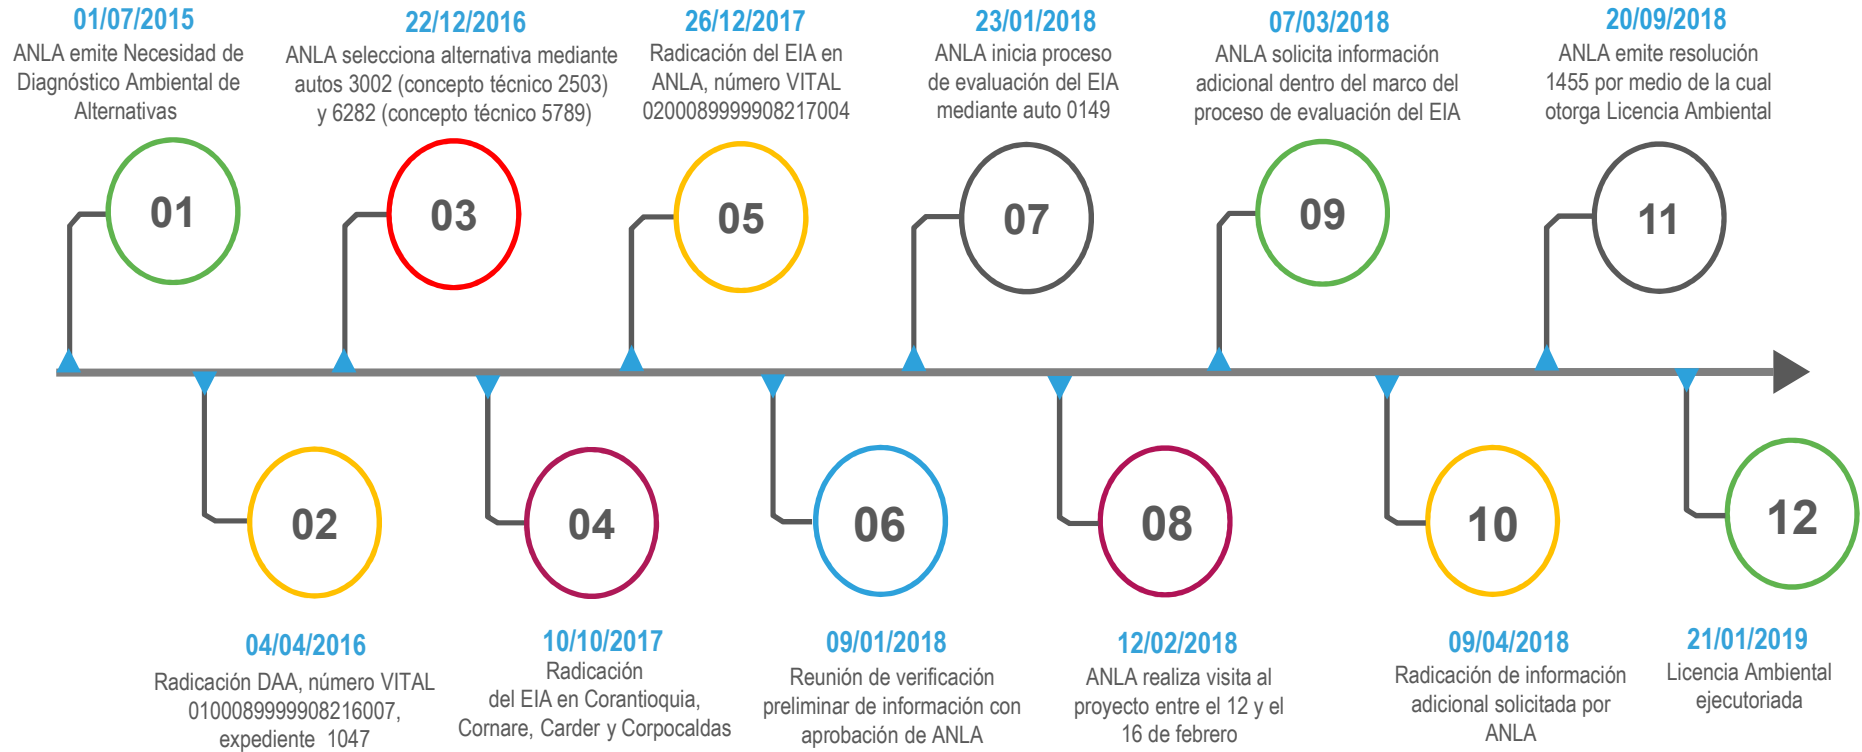 01/07/2015
ANLA emite Necesidad de
Diagnóstico Ambiental de
Alternativas
01
04/04/2016
Radicación DAA, número VITAL
0100089999908216007,
expediente 1047
02
22/12/2016
ANLA selecciona alternativa mediante
autos 3002 (concepto técnico 2503)
y 6282 (concepto técnico 5789)
03
10/10/2017
Radicación
del EIA en Corantioquia,
Cornare, Carder y Corpocaldas
04
26/12/2017
Radicación del EIA en
ANLA, número VITAL
0200089999908217004
05
09/01/2018
Reunión de verificación
preliminar de información con
aprobación de ANLA
06
23/01/2018
ANLA inicia proceso
de evaluación del EIA
mediante auto 0149
07
12/02/2018
ANLA realiza visita al
proyecto entre el 12 y el
16 de febrero
08
07/03/2018
ANLA solicita información
adicional dentro del marco del
proceso de evaluación del EIA
09
09/04/2018
Radicación de información
adicional solicitada por
ANLA
10
20/09/2018
ANLA emite resolución
1455 por medio de la cual
otorga Licencia Ambiental
11
21/01/2019
Licencia Ambiental
ejecutoriada
12